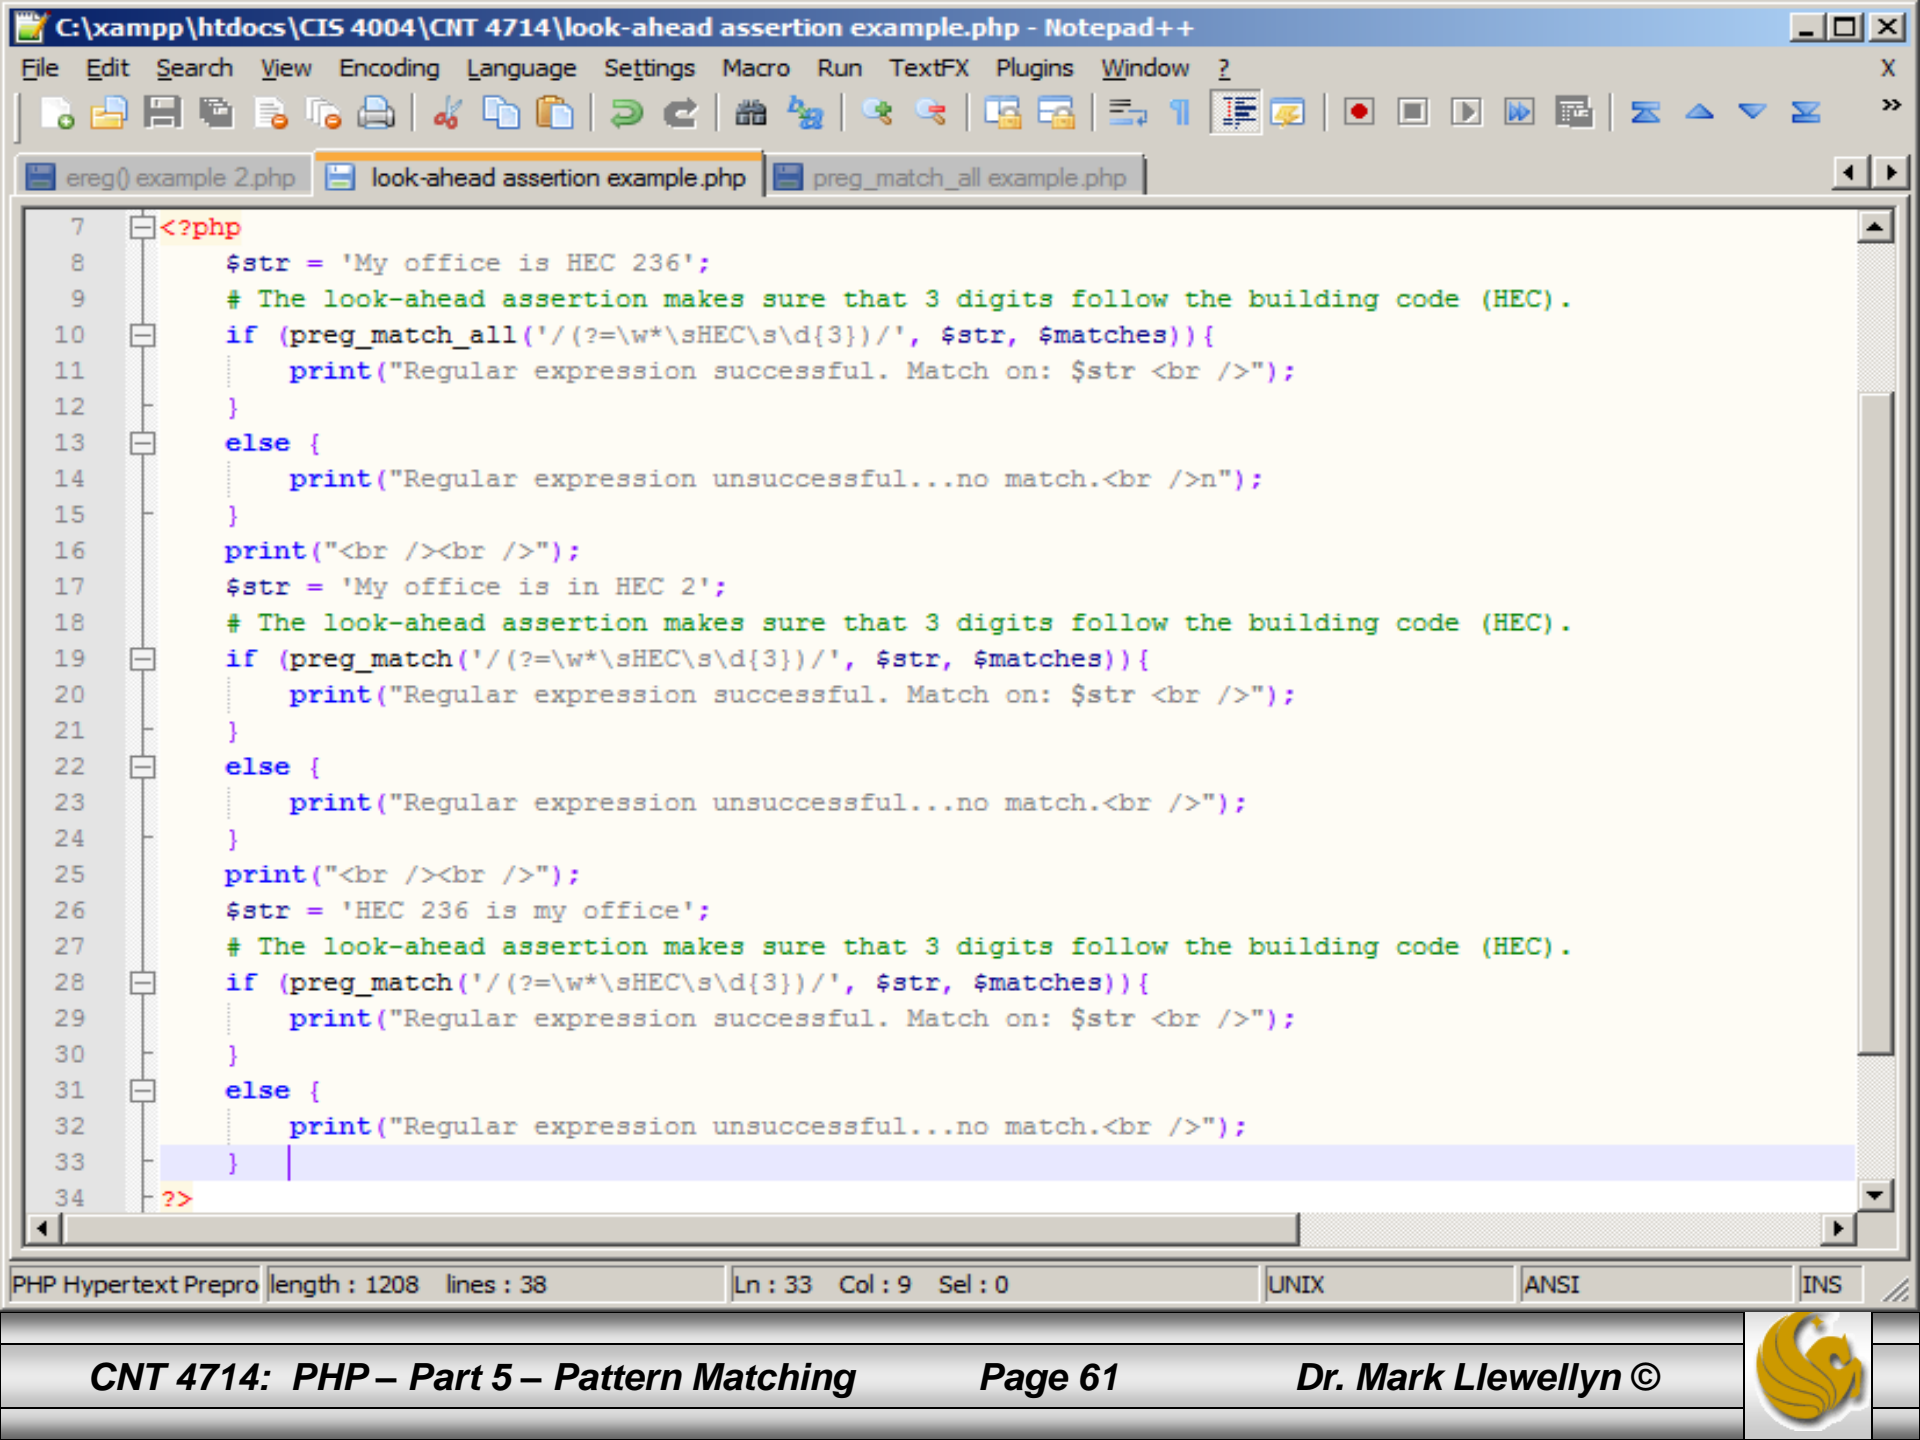 C:\xampp\htdocs\CIS 4004\CNT 4714\look-ahead assertion example.php - Notepad++
File Edit Search View Encoding Language Settings Macro Run TextFX Plugins Window ? X
ereg() example 2.php look-ahead assertion example.php preg_match_all example.php
7 <?php
8 $str = 'My office is HEC 236';
9 # The look-ahead assertion makes sure that 3 digits follow the building code (HEC).
10 if (preg_match_all('/(?=\w*\sHEC\s\d{3})/', $str, $matches)){
11 print("Regular expression successful. Match on: $str <br />");
12 }
13 else {
14 print("Regular expression unsuccessful...no match.<br />n");
15 }
16 print("<br /><br />");
17 $str = 'My office is in HEC 2';
18 # The look-ahead assertion makes sure that 3 digits follow the building code (HEC).
19 if (preg_match('/(?=\w*\sHEC\s\d{3})/', $str, $matches)){
20 print("Regular expression successful. Match on: $str <br />");
21 }
22 else {
23 print("Regular expression unsuccessful...no match.<br />");
24 }
25 print("<br /><br />");
26 $str = 'HEC 236 is my office';
27 # The look-ahead assertion makes sure that 3 digits follow the building code (HEC).
28 if (preg_match('/(?=\w*\sHEC\s\d{3})/', $str, $matches)){
29 print("Regular expression successful. Match on: $str <br />");
30 }
31 else {
32 print("Regular expression unsuccessful...no match.<br />");
33 }
34 ?>
PHP Hypertext Prepro length : 1208 lines : 38 Ln : 33 Col : 9 Sel : 0 UNIX ANSI INS
CNT 4714: PHP – Part 5 – Pattern Matching Page 61 Dr. Mark Llewellyn ©